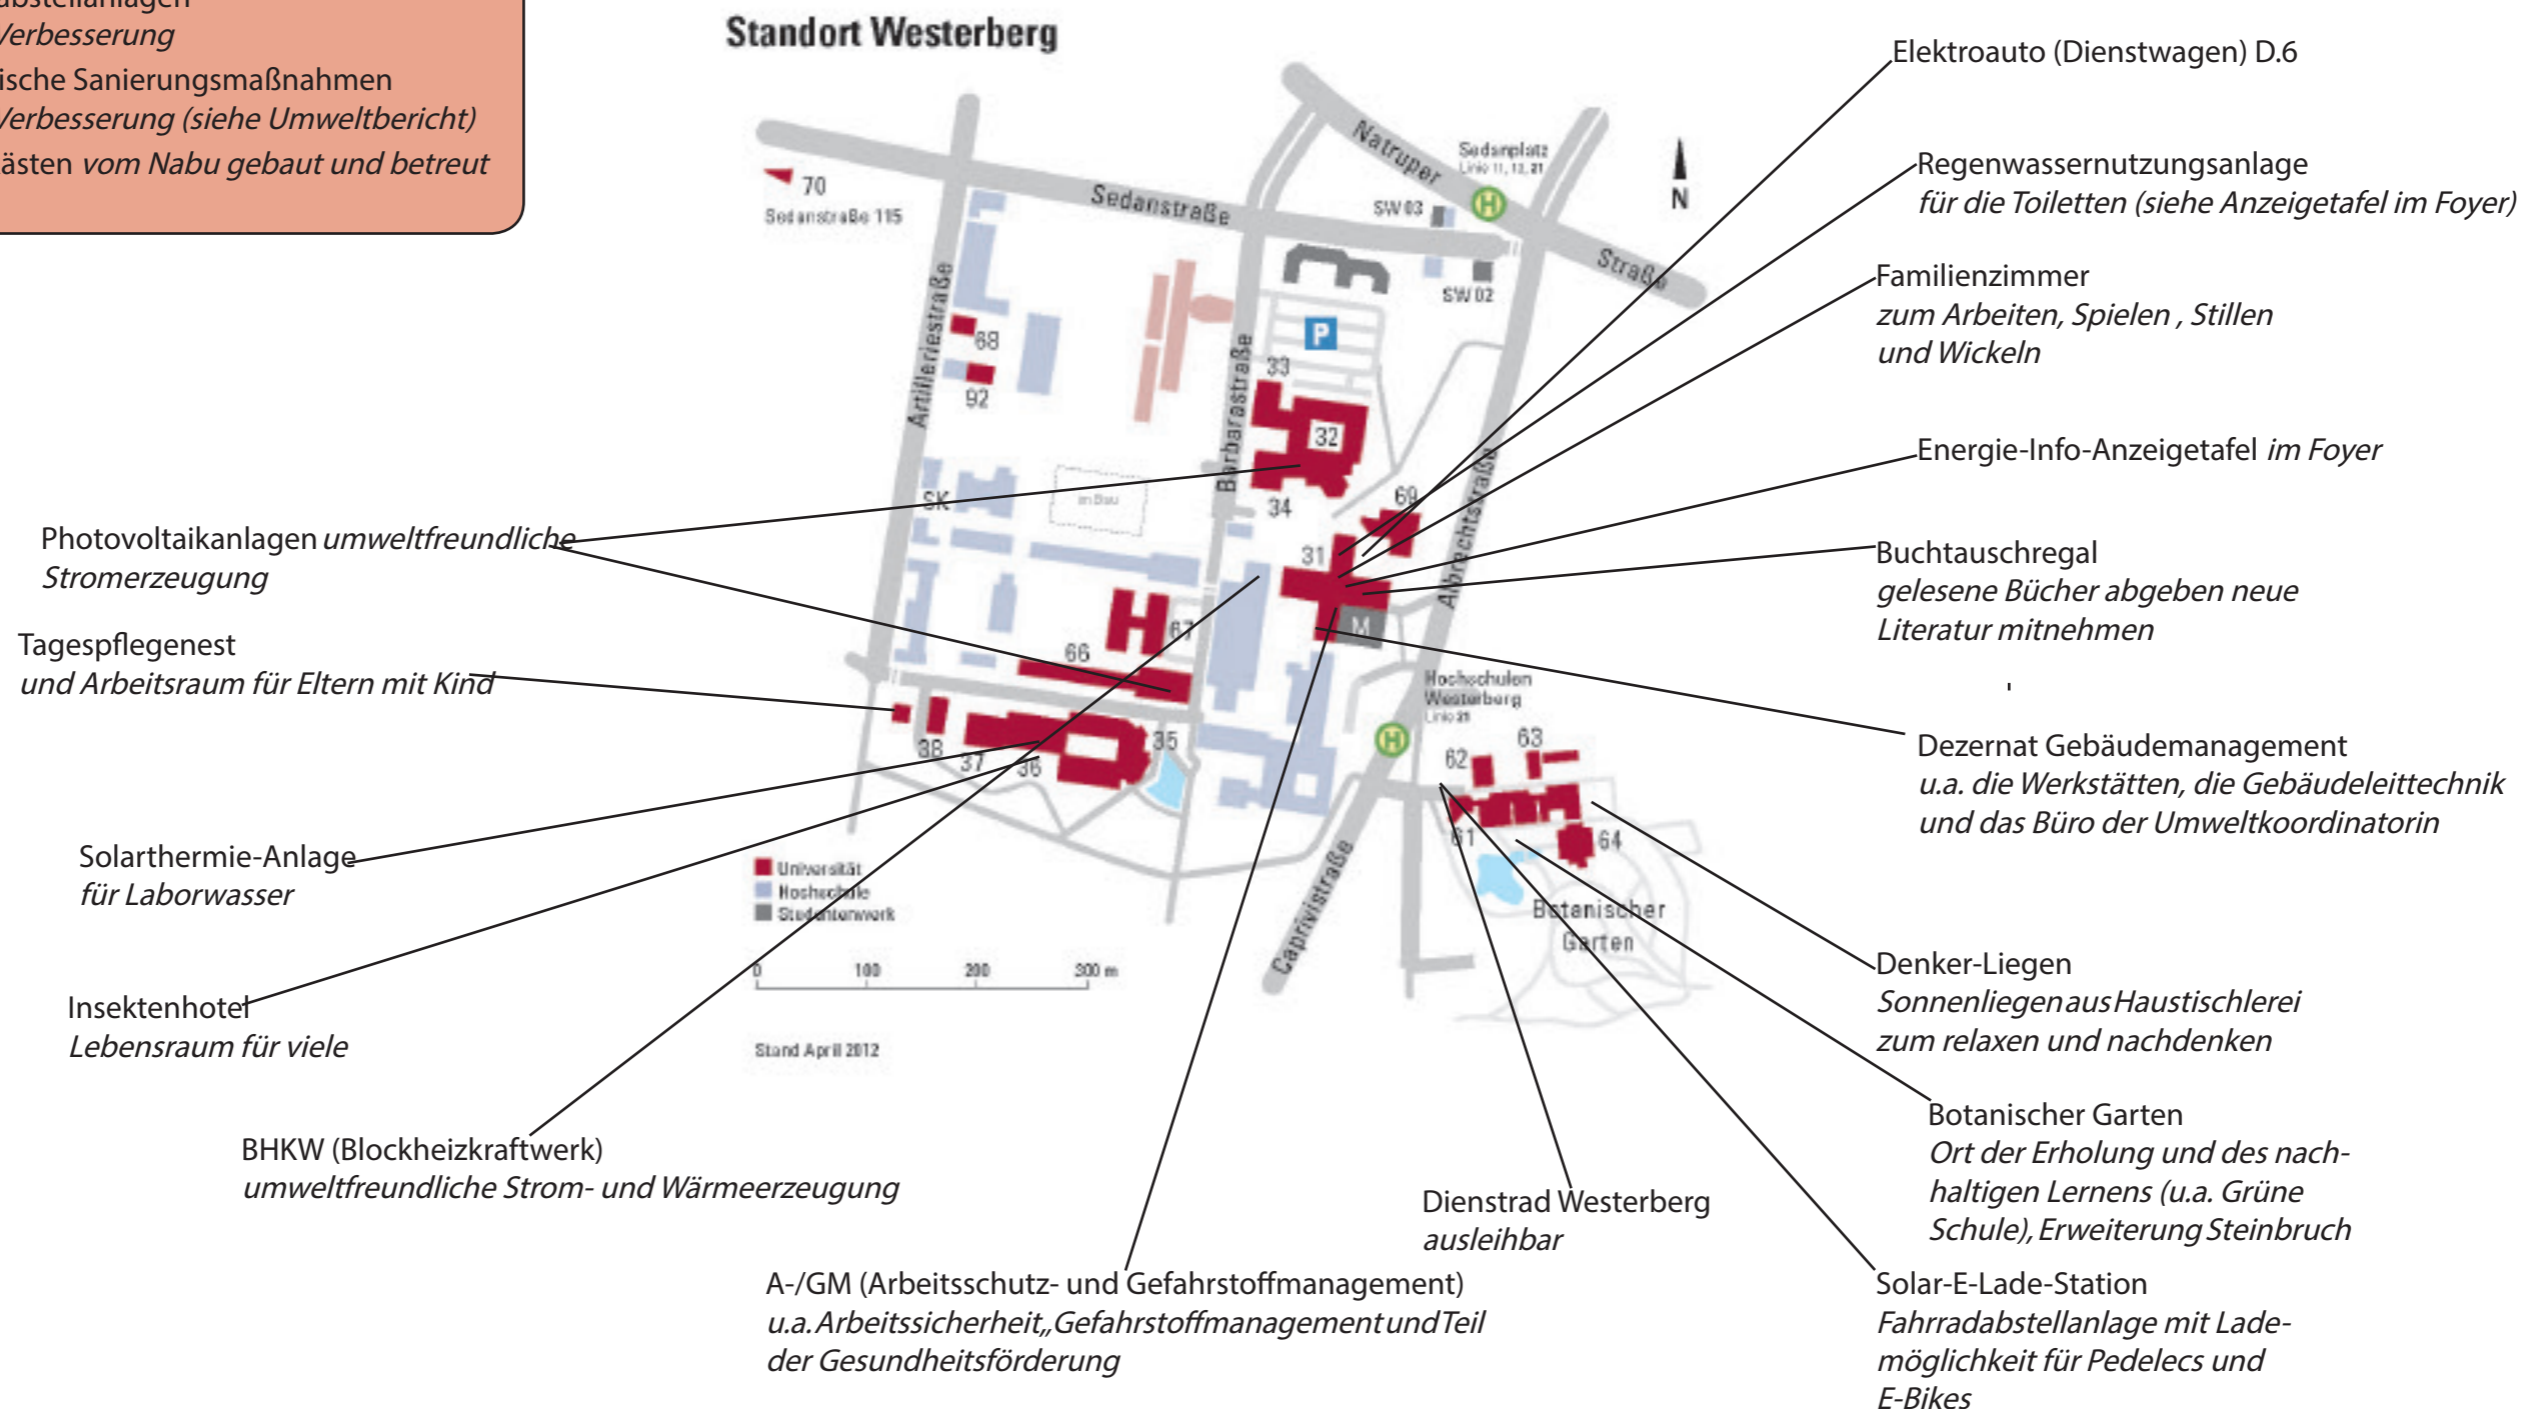 Verbesserung
ische Sanierungsmaßnahmen
Verbesserung (siehe Umweltbericht)
ästen vom Nabu gebaut und betreut
Standort Westerberg
70
Sedanstraße 115
Sedanstraße
Natruper
Straße
Sedanplatz
Linie 11, 13, 21
H
N
SW 03
SW 02
P
Artilleriestraße
Barbarastraße
Albrechtstraße
Caprivistraße
68
92
33
32
34
69
31
SK
im Bau
M
67
66
38
37
36
35
Hochschulen
Westerberg
Linie 21
H
62
63
61
64
Botanischer
Garten
Universität
Hochschule
Studentenwerk
0
100
200
300 m
Stand April 2012
Photovoltaikanlagen umweltfreundliche
Stromerzeugung
Tagespflegenest
und Arbeitsraum für Eltern mit Kind
Solarthermie-Anlage
für Laborwasser
Insektenhotel
Lebensraum für viele
BHKW (Blockheizkraftwerk)
umweltfreundliche Strom- und Wärmeerzeugung
A-/GM (Arbeitsschutz- und Gefahrstoffmanagement)
u.a. Arbeitssicherheit,,Gefahrstoffmanagement und Teil
der Gesundheitsförderung
Dienstrad Westerberg
ausleihbar
Elektroauto (Dienstwagen) D.6
Regenwassernutzungsanlage
für die Toiletten (siehe Anzeigetafel im Foyer)
Familienzimmer
zum Arbeiten, Spielen , Stillen
und Wickeln
Energie-Info-Anzeigetafel im Foyer
Buchtauschregal
gelesene Bücher abgeben neue
Literatur mitnehmen
'
Dezernat Gebäudemanagement
u.a. die Werkstätten, die Gebäudeleittechnik
und das Büro der Umweltkoordinatorin
Denker-Liegen
Sonnenliegen aus Haustischlerei
zum relaxen und nachdenken
Botanischer Garten
Ort der Erholung und des nach-
haltigen Lernens (u.a. Grüne
Schule), Erweiterung Steinbruch
Solar-E-Lade-Station
Fahrradabstellanlage mit Lade-
möglichkeit für Pedelecs und
E-Bikes